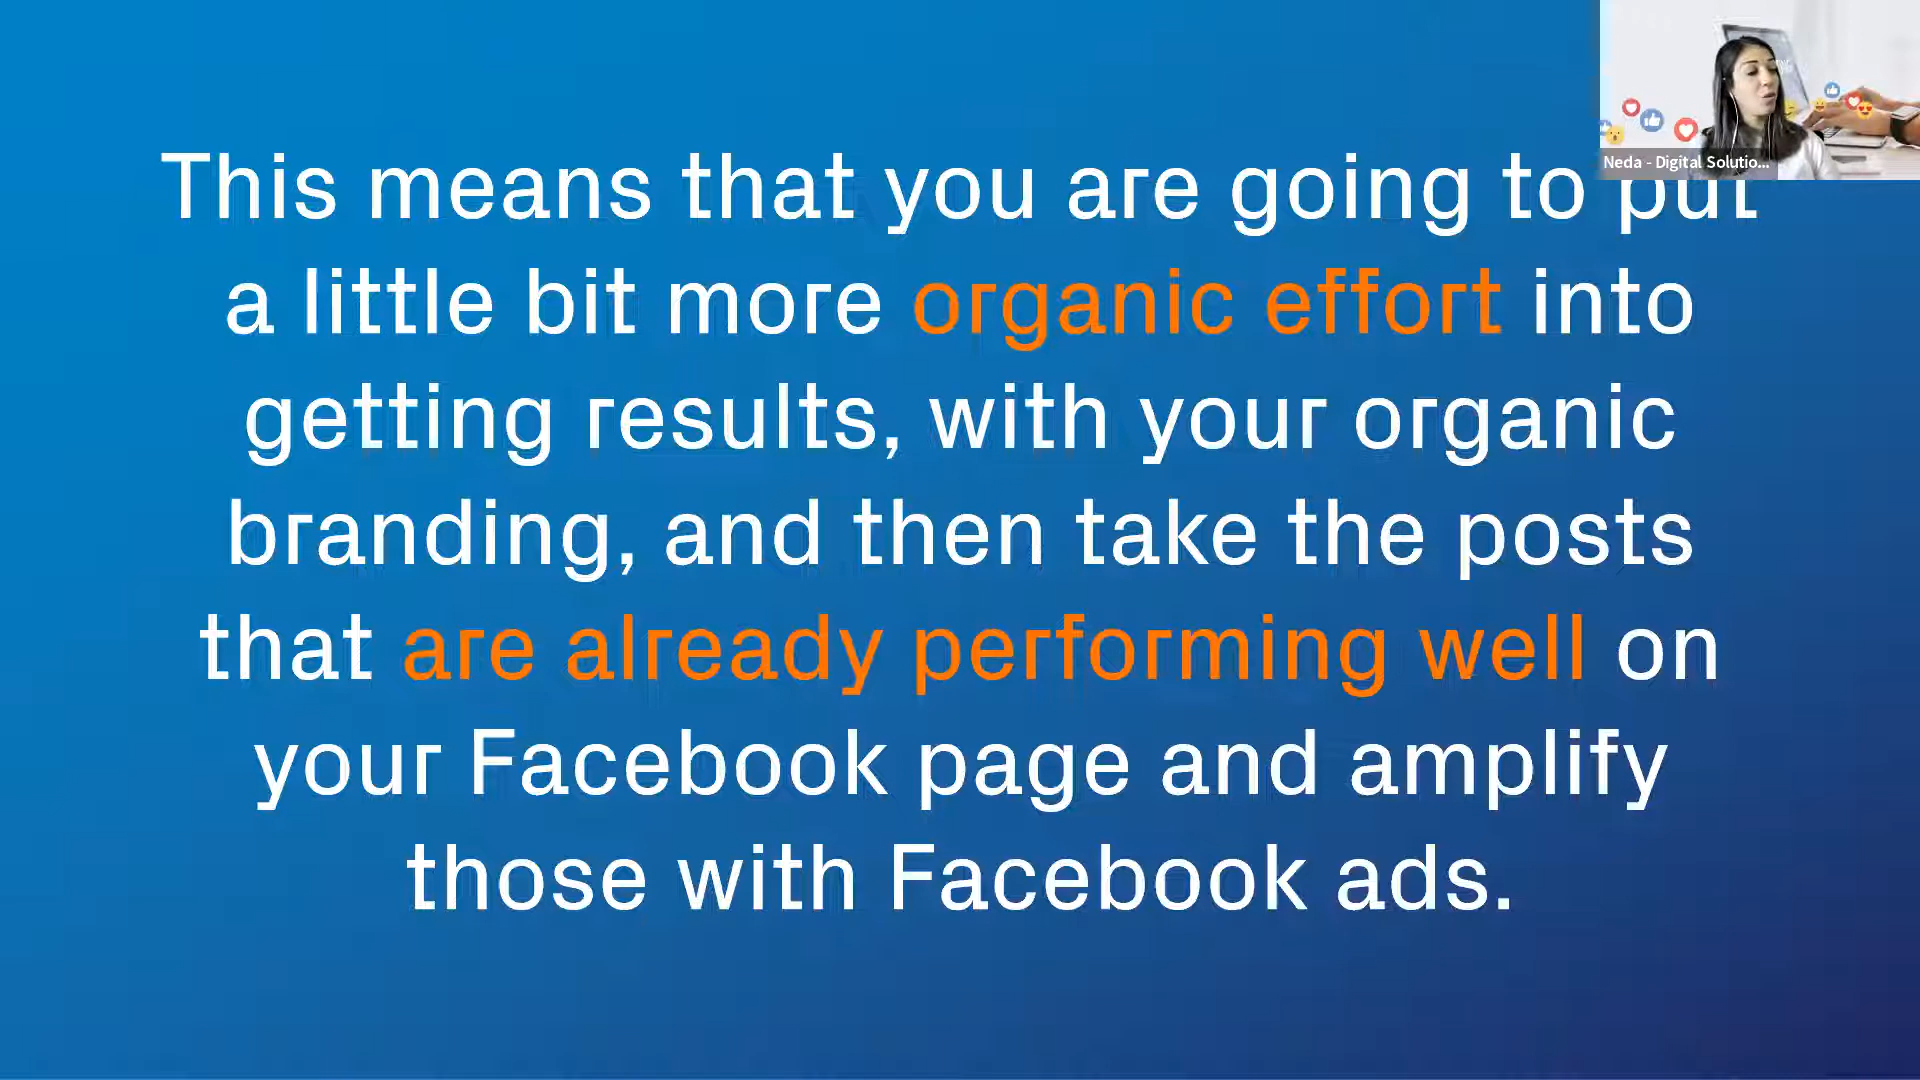 This means that you are going to put
a little bit more organic effort into
getting results, with your organic
branding, and then take the posts
that are already performing well on
your Facebook page and amplify
those with Facebook ads.
Neda - Digital Solutio...